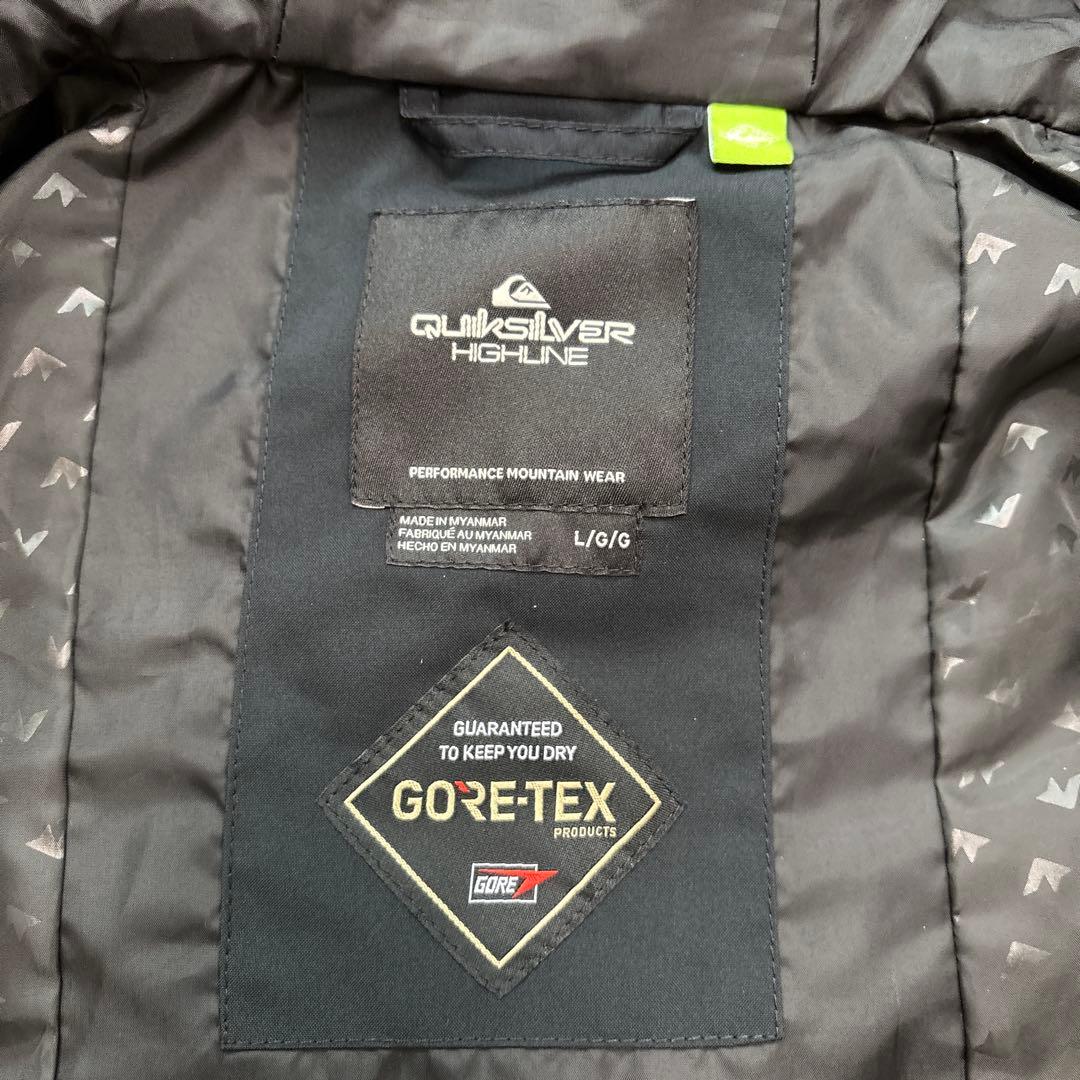 QUIKSILVER
HIGHLINE
PERFORMANCE MOUNTAIN WEAR
MADE IN MYANMAR
FABRIQUÉ AU MYANMAR
HECHO EN MYANMAR
L/G/G
GUARANTEED
TO KEEP YOU DRY
GORE-TEX
PRODUCTS
GORE